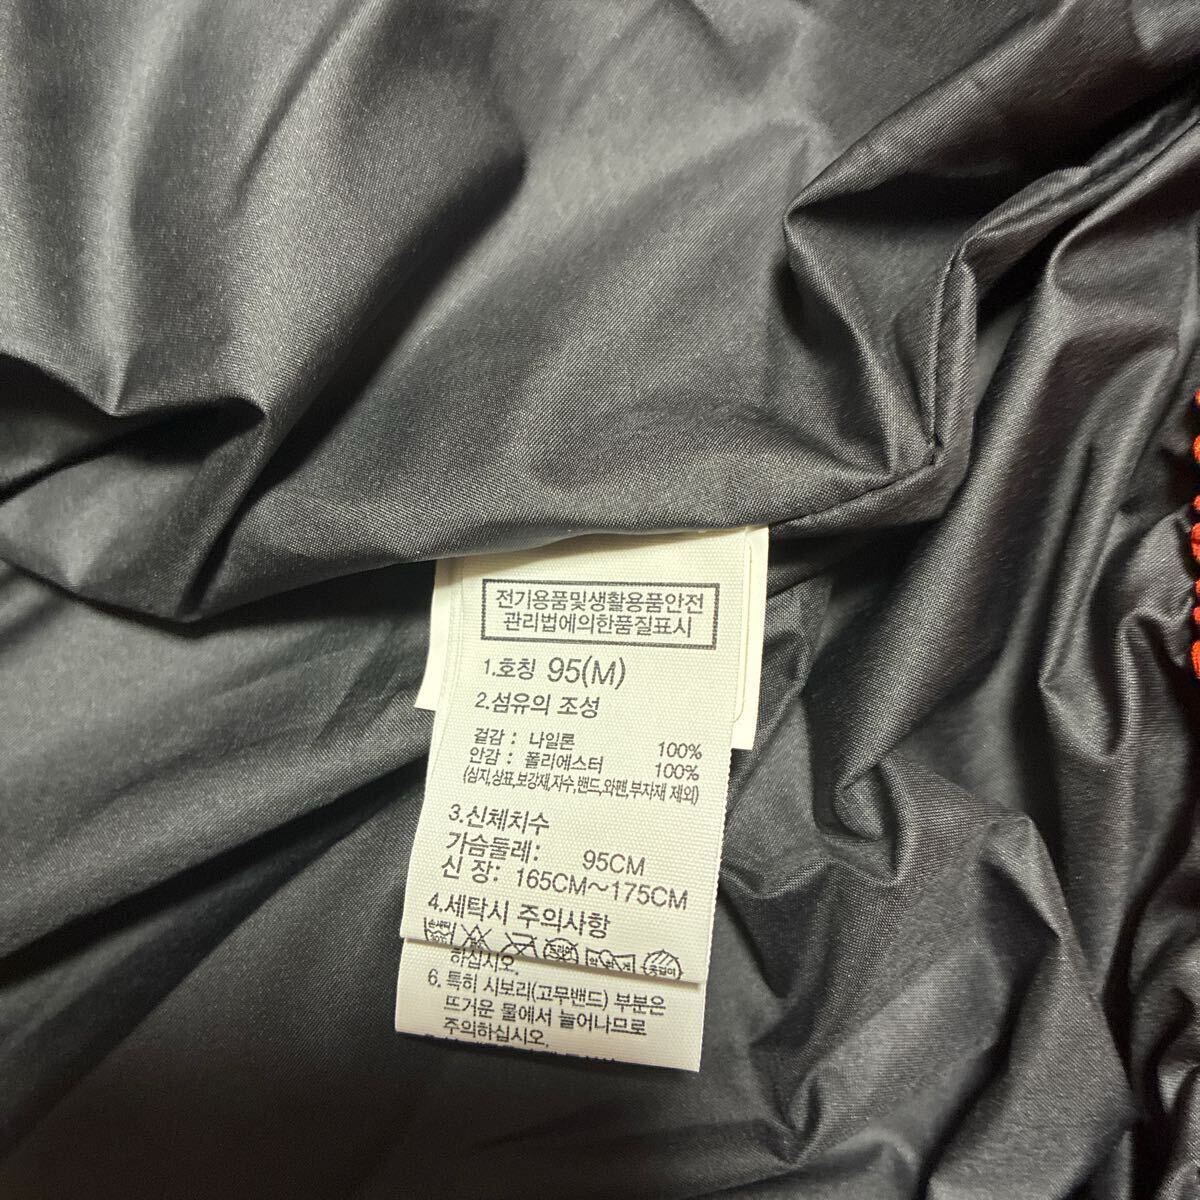 전기용품및생활용품안전
관리법에의한품질표시
1.호칭 95(M)
2.섬유의 조성
겉감 : 나일론 100%
안감 : 폴리에스터 100%
(심지,상표,보강재,자수,밴드,와펜,부자재 제외)
3.신체치수
가슴둘레: 95CM
신 장: 165CM~175CM
4.세탁시 주의사항
하십시오.
6. 특히 시보리(고무밴드) 부분은
뜨거운 물에서 늘어나므로
주의하십시오.